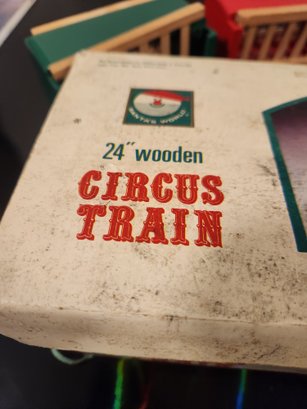 SANTA'S WORLD
24" wooden
CIRCUS
TRAIN